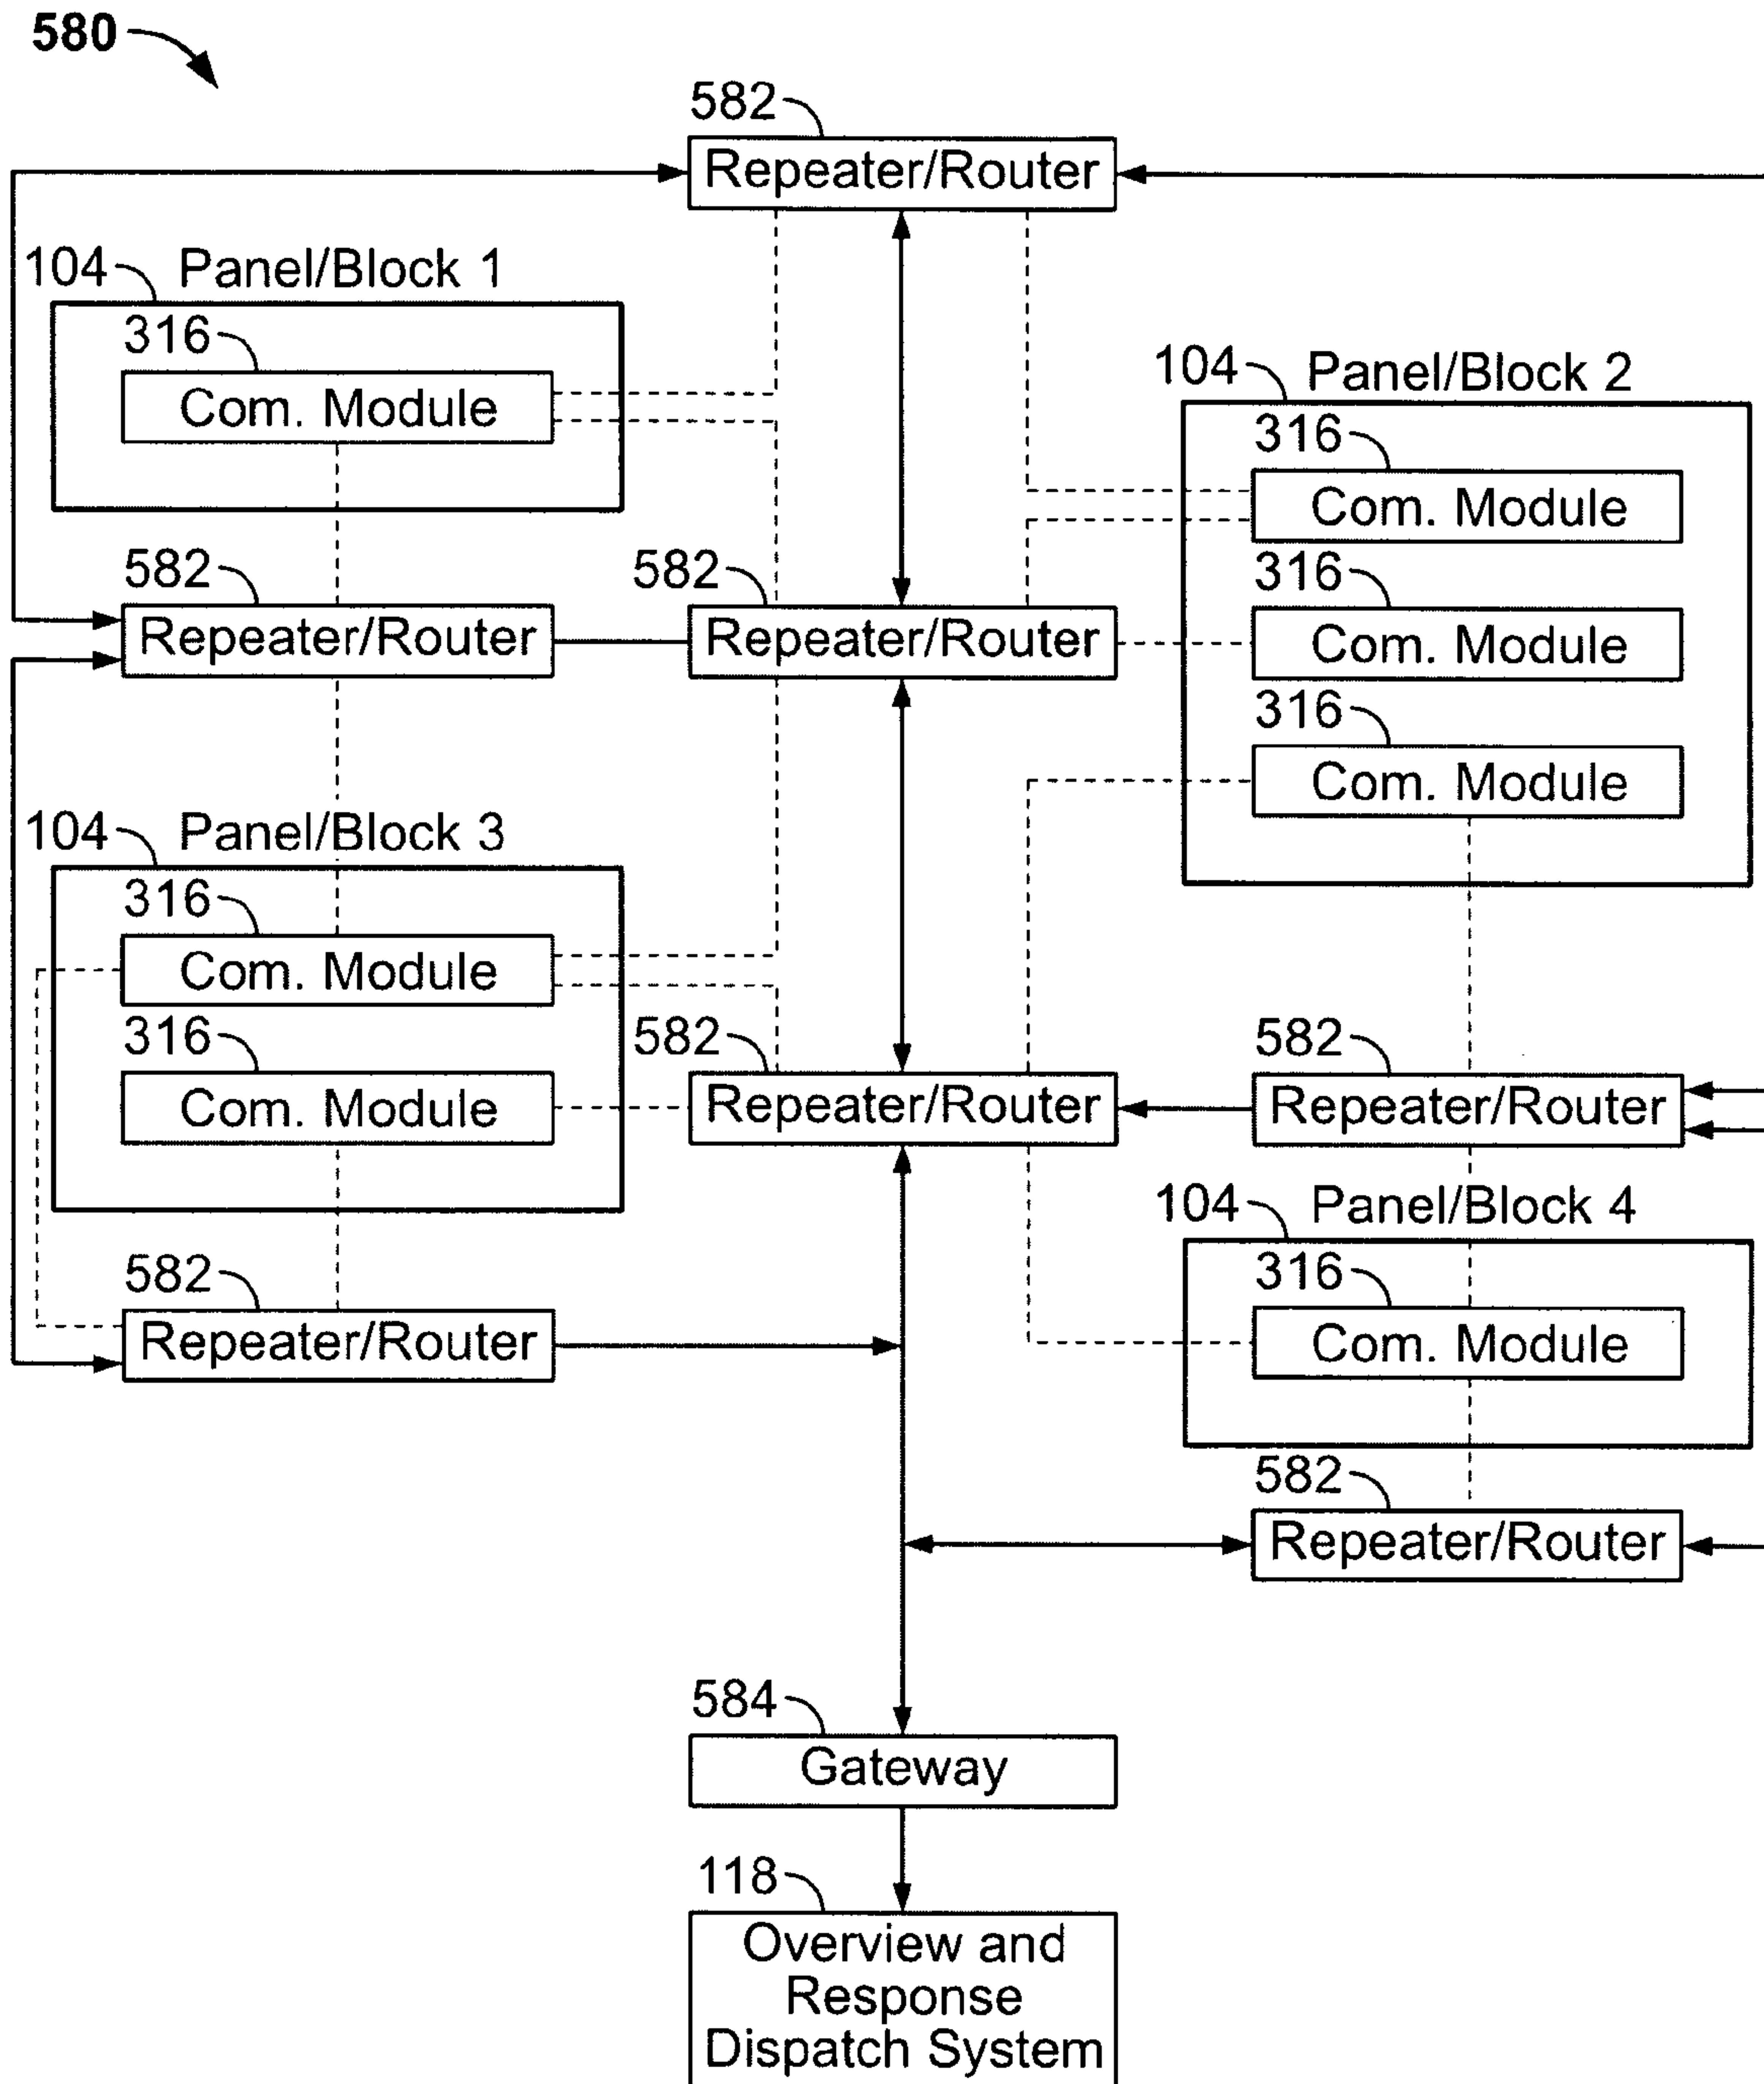 580
582
Repeater/Router
104 Panel/Block 1
316
Com. Module
104 Panel/Block 2
316
Com. Module
316
Com. Module
316
Com. Module
582
Repeater/Router
582
Repeater/Router
104 Panel/Block 3
316
Com. Module
316
Com. Module
582
Repeater/Router
582
Repeater/Router
104 Panel/Block 4
316
Com. Module
582
Repeater/Router
582
Repeater/Router
584
Gateway
118
Overview and
Response
Dispatch System